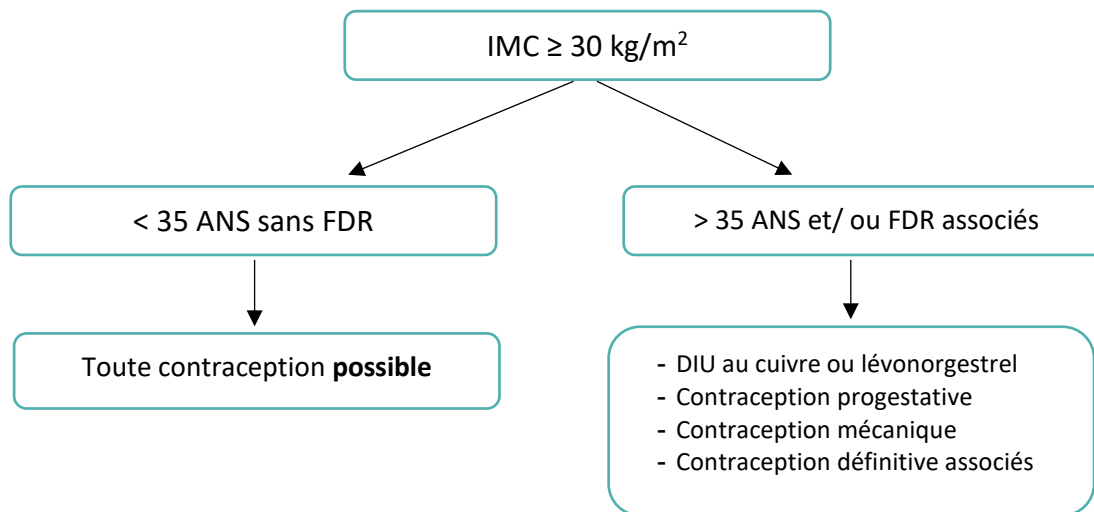 IMC ≥ 30 kg/m²
< 35 ANS sans FDR
> 35 ANS et/ ou FDR associés
Toute contraception possible
- DIU au cuivre ou lévonorgestrel
- Contraception progestative
- Contraception mécanique
- Contraception définitive associés